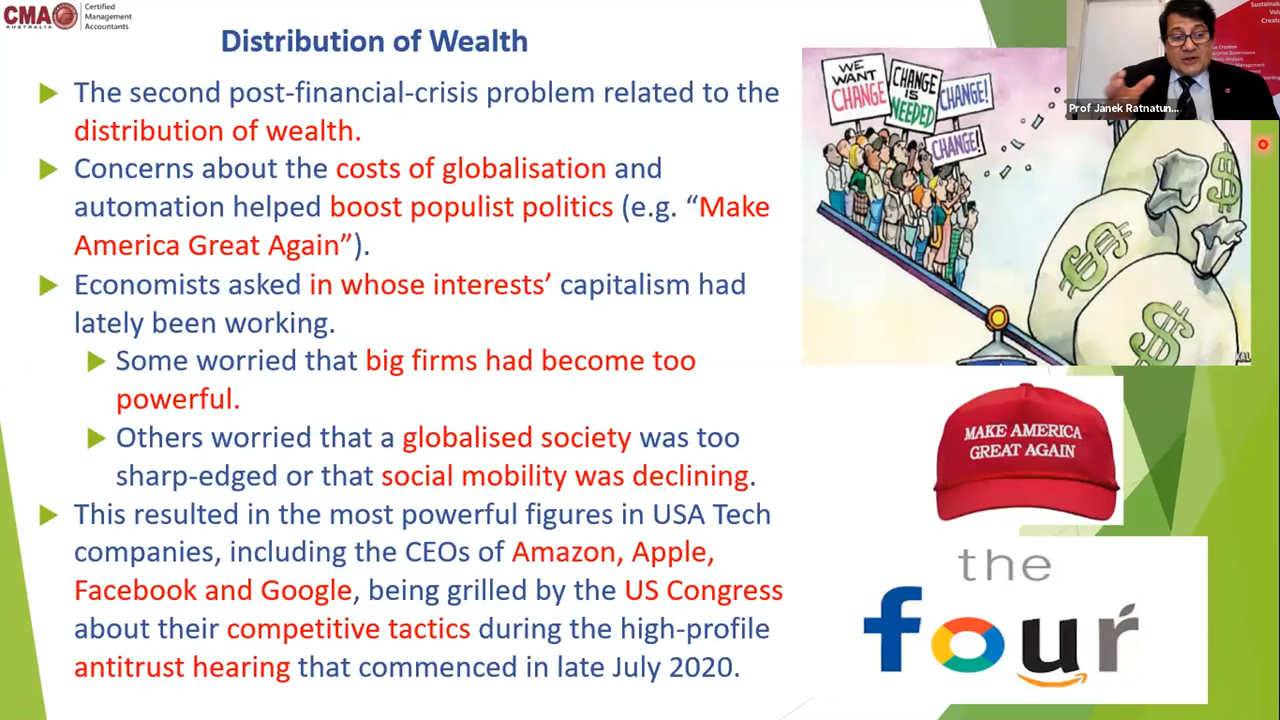 CMA
AUSTRALIA
Certified
Management
Accountants
Distribution of Wealth
The second post-financial-crisis problem related to the
distribution of wealth.
Concerns about the costs of globalisation and
automation helped boost populist politics (e.g. “Make
America Great Again”).
Economists asked in whose interests’ capitalism had
lately been working.
Some worried that big firms had become too
powerful.
Others worried that a globalised society was too
sharp-edged or that social mobility was declining.
This resulted in the most powerful figures in USA Tech
companies, including the CEOs of Amazon, Apple,
Facebook and Google, being grilled by the US Congress
about their competitive tactics during the high-profile
antitrust hearing that commenced in late July 2020.
WE
WANT
CHANGE
CHANGE
IS
NEEDED
CHANGE!
CHANGE!
$
$
$
KAL
Prof Janek Ratnatun...
MAKE AMERICA
GREAT AGAIN
the
four